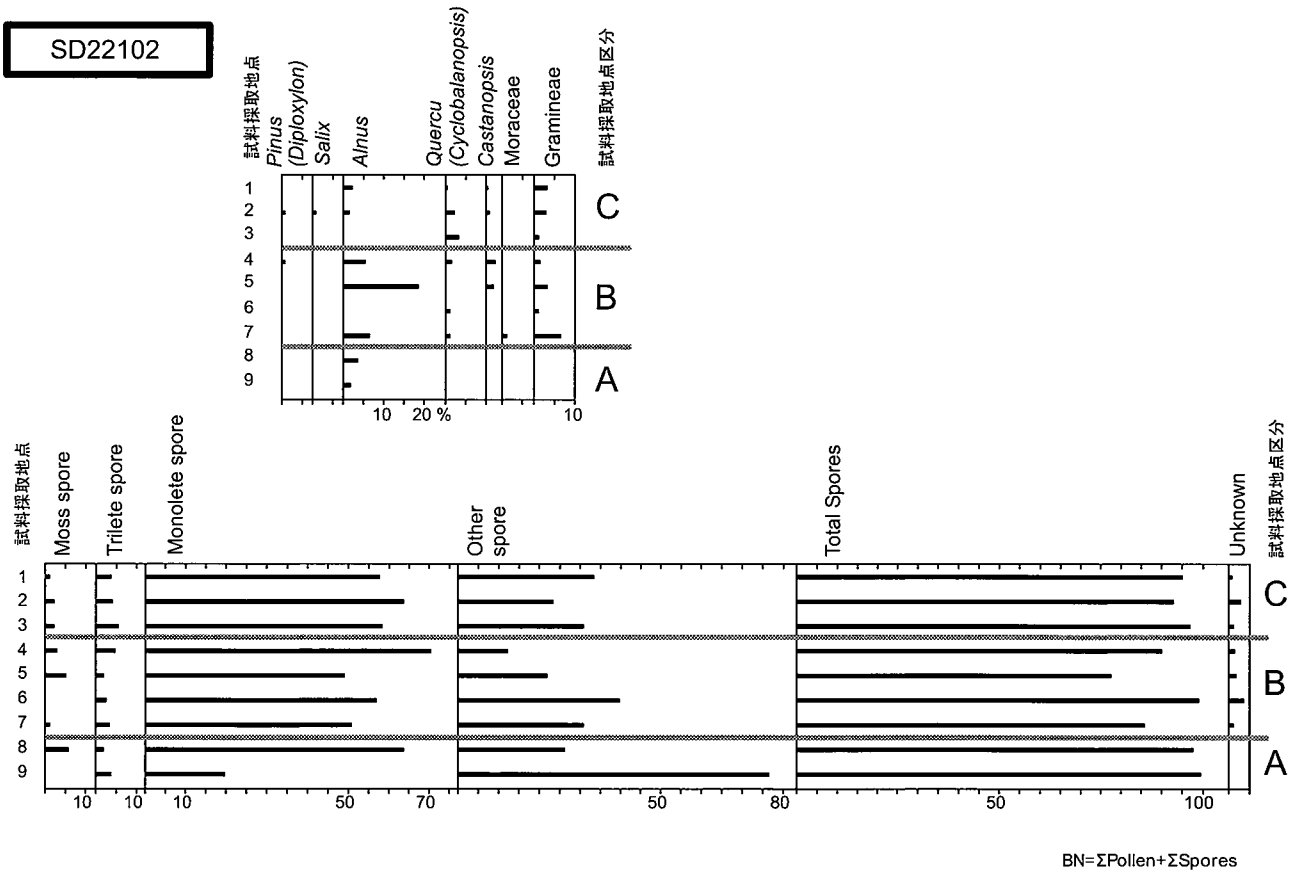 SD22102
試料採取地点
Pinus
(Diploxylon)
Salix
Alnus
Quercu
(Cyclobalanopsis)
Castanopsis
Moraceae
Gramineae
試料採取地点区分
1
2
3
4
5
6
7
8
9
C
B
A
10 20 % 10
試料採取地点
Moss spore
Trilete spore
Monolete spore
Other
spore
Total Spores
Unknown
試料採取地点区分
1
2
3
4
5
6
7
8
9
C
B
A
10 10 10 50 70 50 80 50 100
BN=ΣPollen+ΣSpores